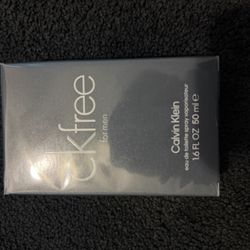 ckfree
for men
Calvin Klein
eau de toilette spray vaporisateur
1.6 FL OZ 50 ml e